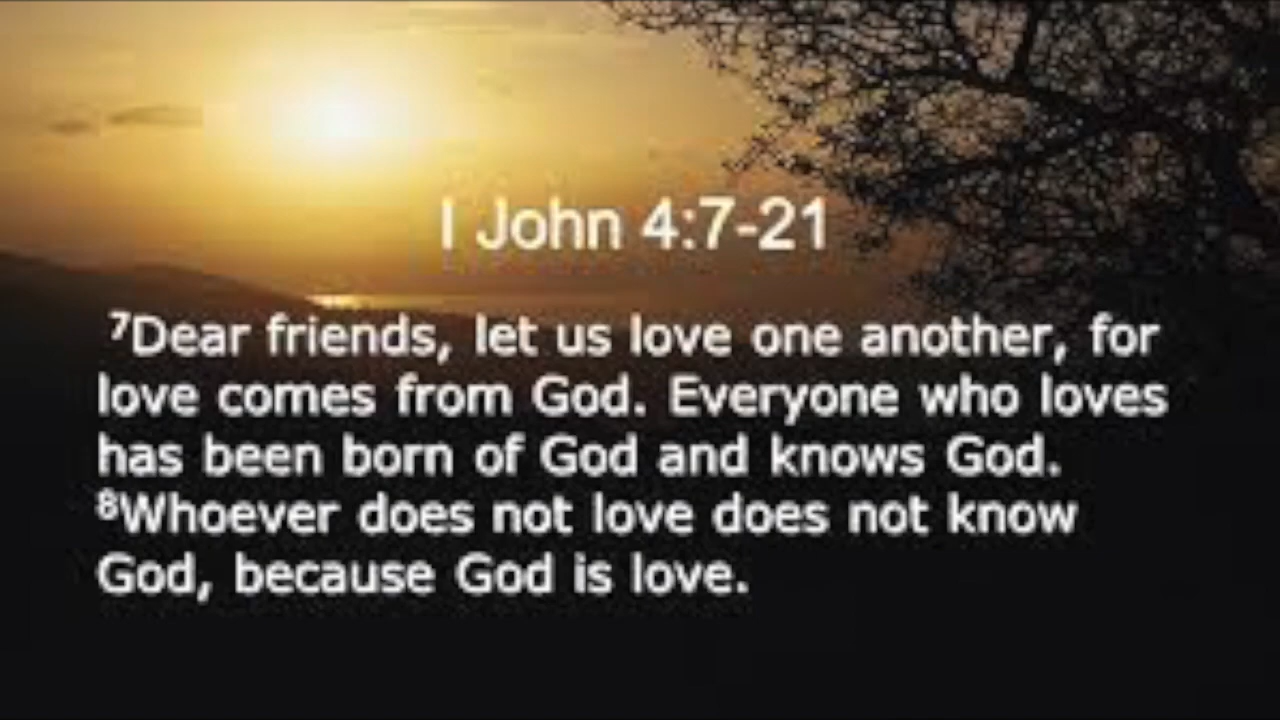 I John 4:7-21
⁷Dear friends, let us love one another, for
love comes from God. Everyone who loves
has been born of God and knows God.
⁸Whoever does not love does not know
God, because God is love.